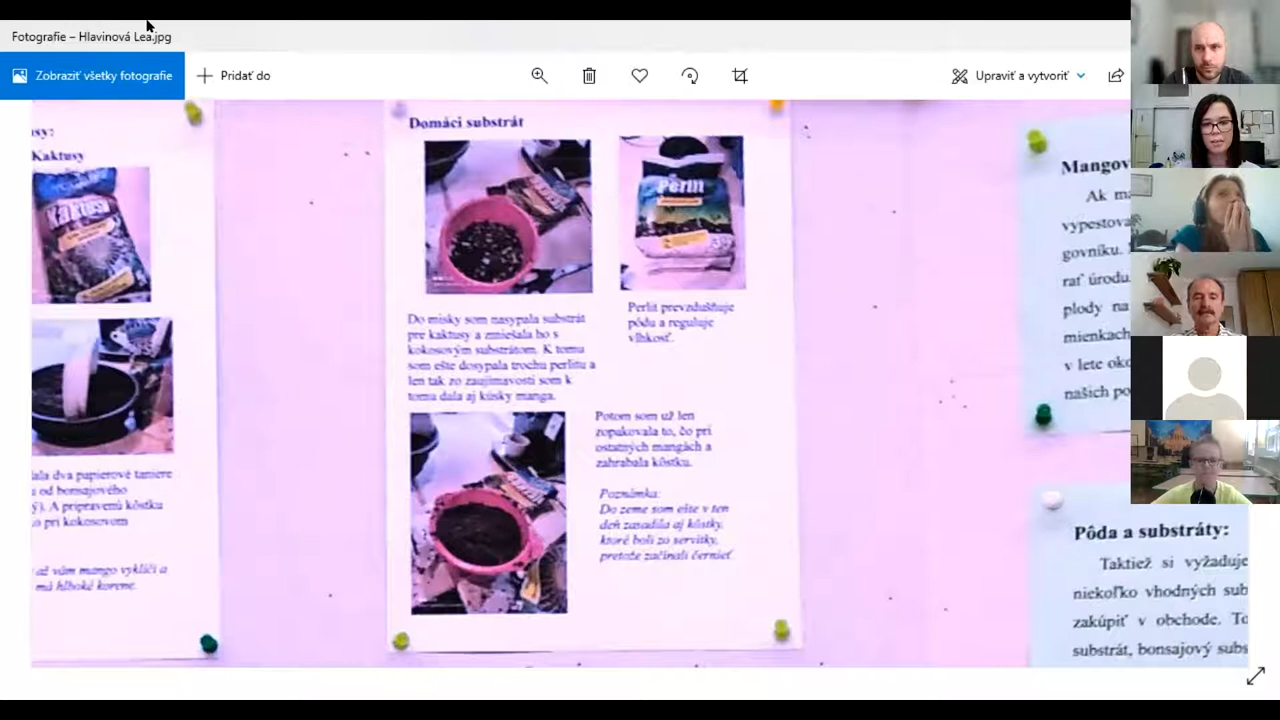 Fotografie – Hlavinová Lea.jpg
Zobraziť všetky fotografie
Pridať do
Upraviť a vytvoriť
Kaktusy
Kaktusy
dva papierové taniere
od bonsajového
A pripravenú kôstku
pri kokosovom
až vám mango vyklíči a
má hlboké korene.
Domáci substrát
Perlit
Do misky som nasypala substrát
pre kaktusy a zmiešala ho s
kokosovým substrátom. K tomu
som ešte dosypala trochu perlitu a
len tak zo zaujímavosti som k
tomu dala aj kúsky manga.
Perlit prevzdušňuje
pôdu a reguluje
vlhkosť.
Potom som už len
zopakovala to, čo pri
ostatných mangách a
zahrabala kôstku.
Poznámka:
Do zeme som ešte v ten
deň zasadila aj kôstky,
ktoré boli zo servítky,
pretože začínali černieť.
Mangov
Ak ma
vypestova
govníku.
rať úrodu.
plody na
mienkach
v lete oko
našich po
Pôda a substráty:
Taktiež si vyžaduje
niekoľko vhodných sub
zakúpiť v obchode. To
substrát, bonsajový subs